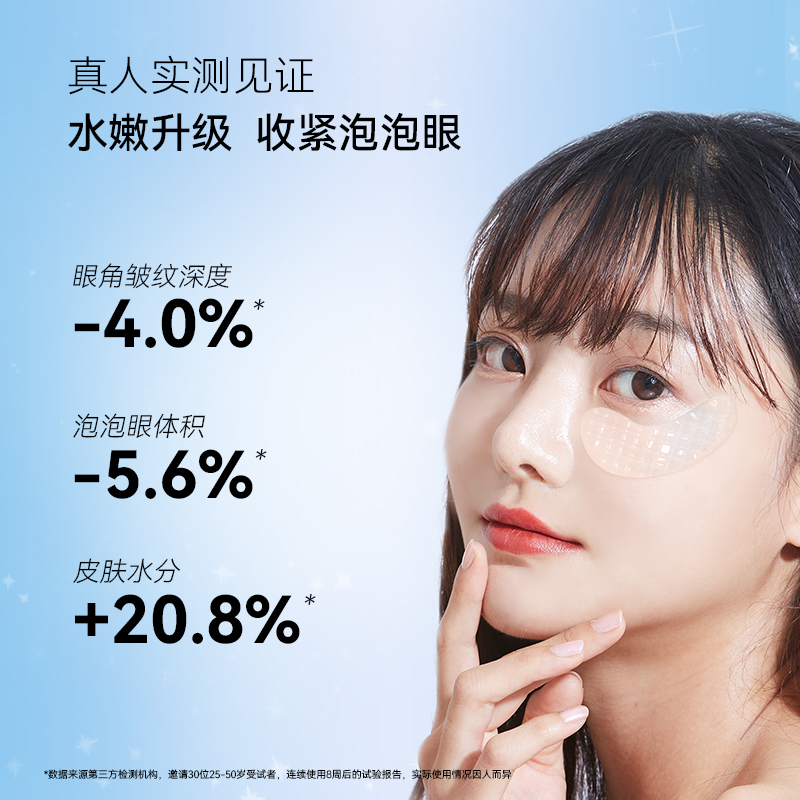 真人实测见证
水嫩升级 收紧泡泡眼
眼角皱纹深度
-4.0%*
泡泡眼体积
-5.6%*
皮肤水分
+20.8%*
*数据来源第三方检测机构，邀请30位25-50岁受试者，连续使用8周后的试验报告，实际使用情况因人而异